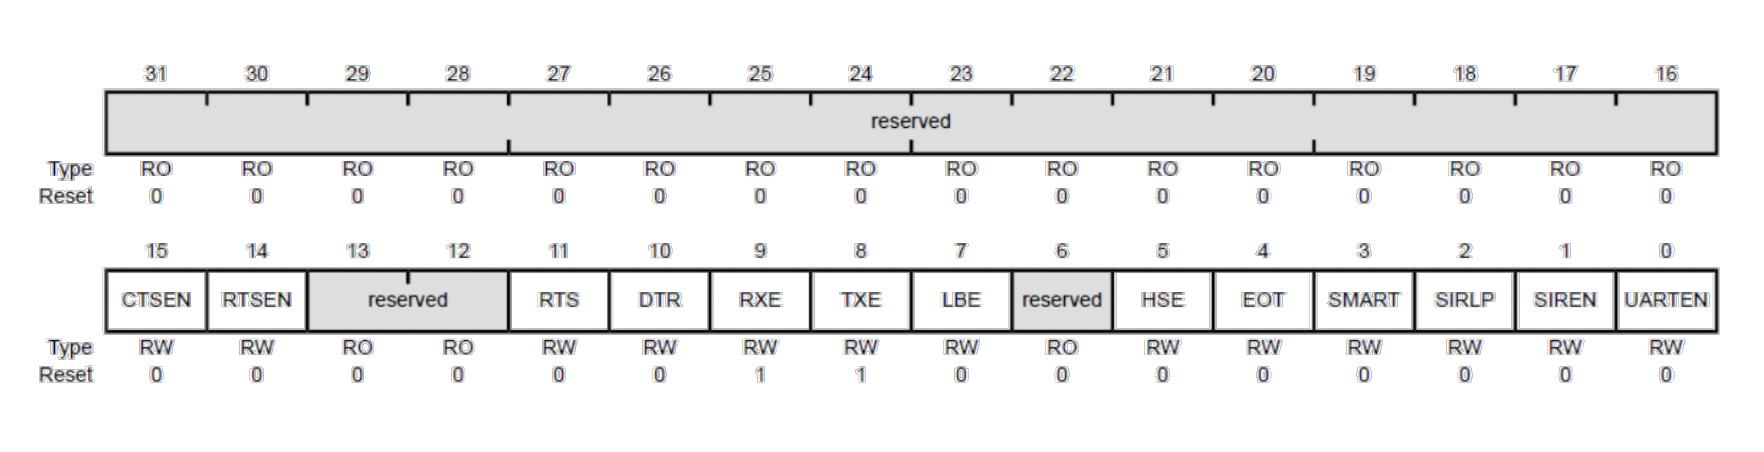 31 30 29 28 27 26 25 24 23 22 21 20 19 18 17 16
reserved
Type RO RO RO RO RO RO RO RO RO RO RO RO RO RO RO RO
Reset 0 0 0 0 0 0 0 0 0 0 0 0 0 0 0 0
15 14 13 12 11 10 9 8 7 6 5 4 3 2 1 0
CTSEN RTSEN reserved RTS DTR RXE TXE LBE reserved HSE EOT SMART SIRLP SIREN UARTEN
Type RW RW RO RO RW RW RW RW RW RO RW RW RW RW RW RW
Reset 0 0 0 0 0 0 1 1 0 0 0 0 0 0 0 0